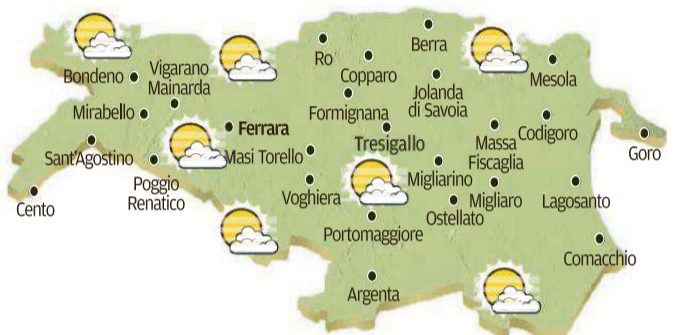 Berra
Ro
Copparo
Mesola
Bondeno
Vigarano
Mainarda
Jolanda
di Savoia
Formignana
Mirabello
Ferrara
Tresigallo
Massa
Fiscaglia
Codigoro
Goro
Sant'Agostino
Masi Torello
Poggio
Renatico
Migliarino
Voghiera
Migliaro
Lagosanto
Cento
Ostellato
Portomaggiore
Comacchio
Argenta